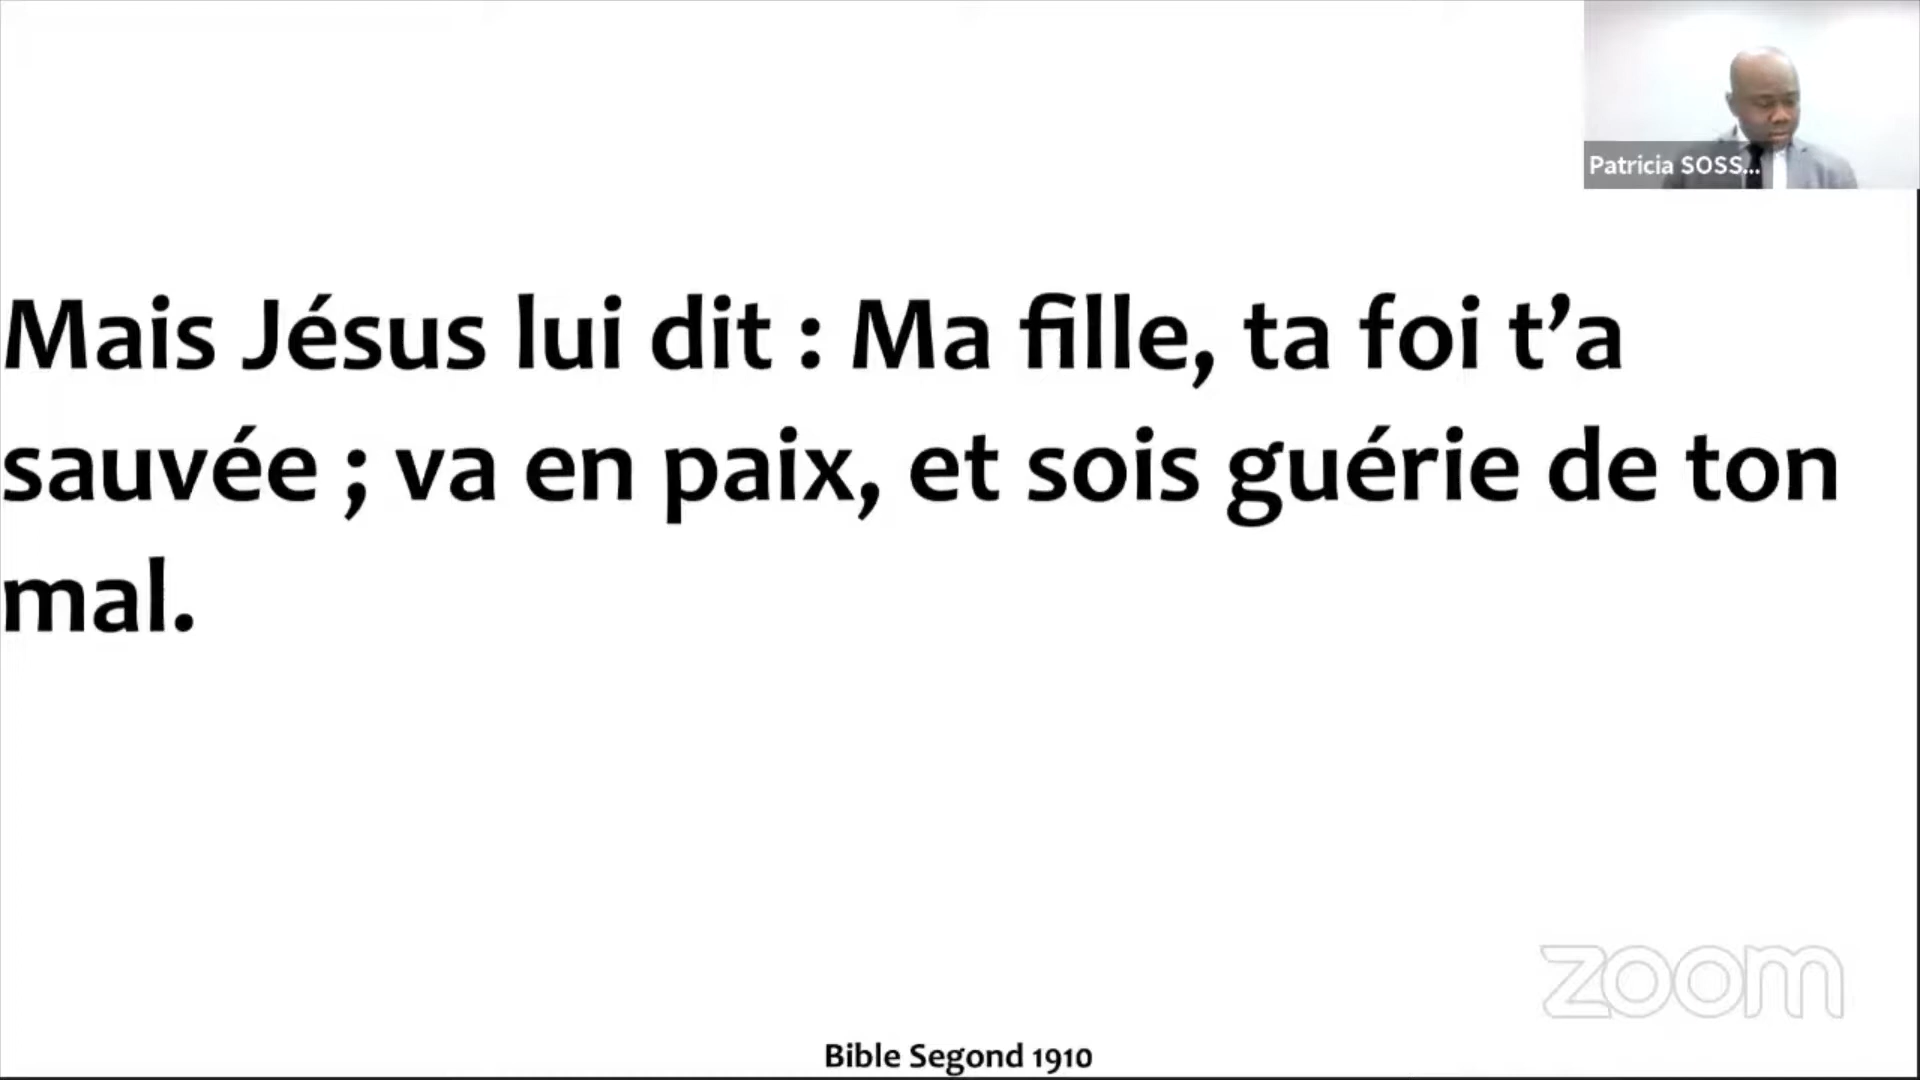 Patricia SOSS...
Mais Jésus lui dit : Ma fille, ta foi t’a
sauvée ; va en paix, et sois guérie de ton
mal.
zoom
Bible Segond 1910